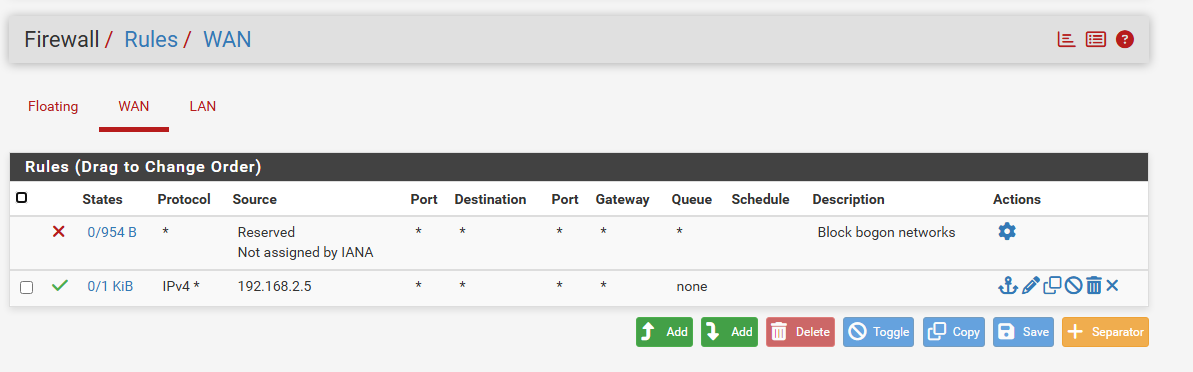 Firewall / Rules / WAN
Floating WAN LAN
Rules (Drag to Change Order)
States Protocol Source Port Destination Port Gateway Queue Schedule Description Actions
0/954 B * Reserved * * * * * Block bogon networks
Not assigned by IANA
0/1 KiB IPv4 * 192.168.2.5 * * * * none
Add Add Delete Toggle Copy Save Separator